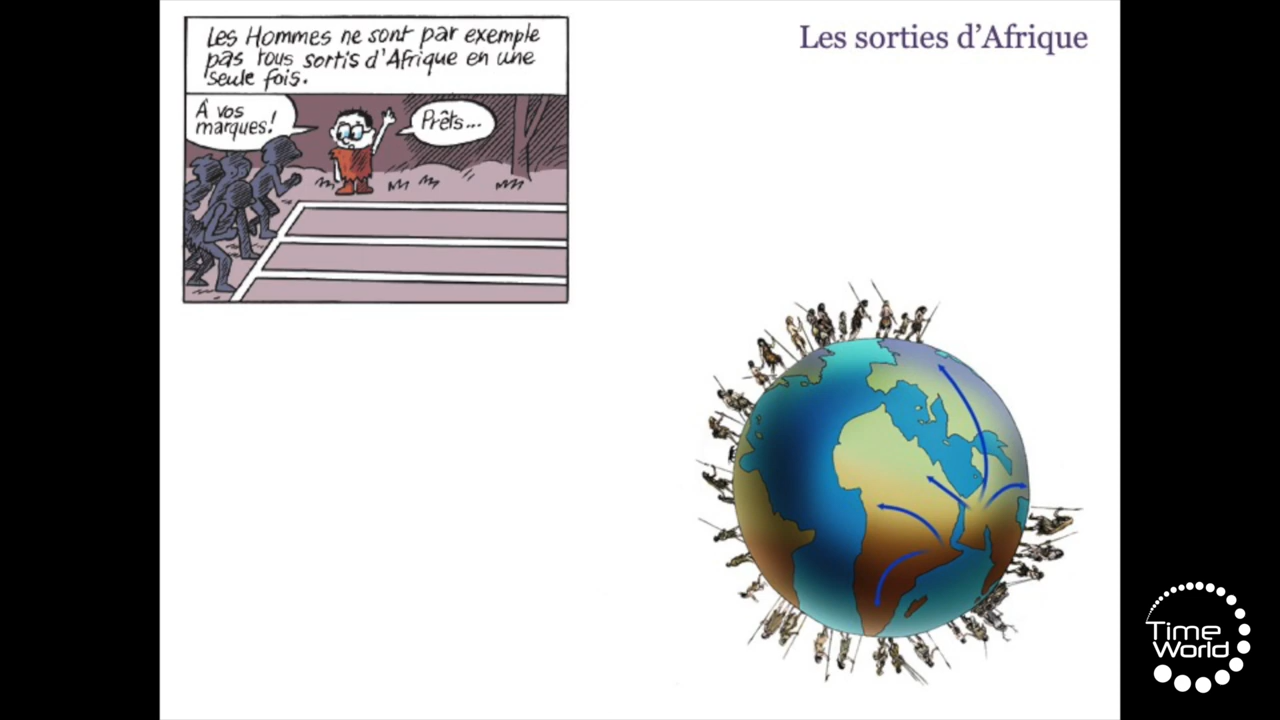 Les Hommes ne sont par exemple
pas tous sortis d'Afrique en une
seule fois.
À vos
marques!
Prêts...
Les sorties d'Afrique
Time
World